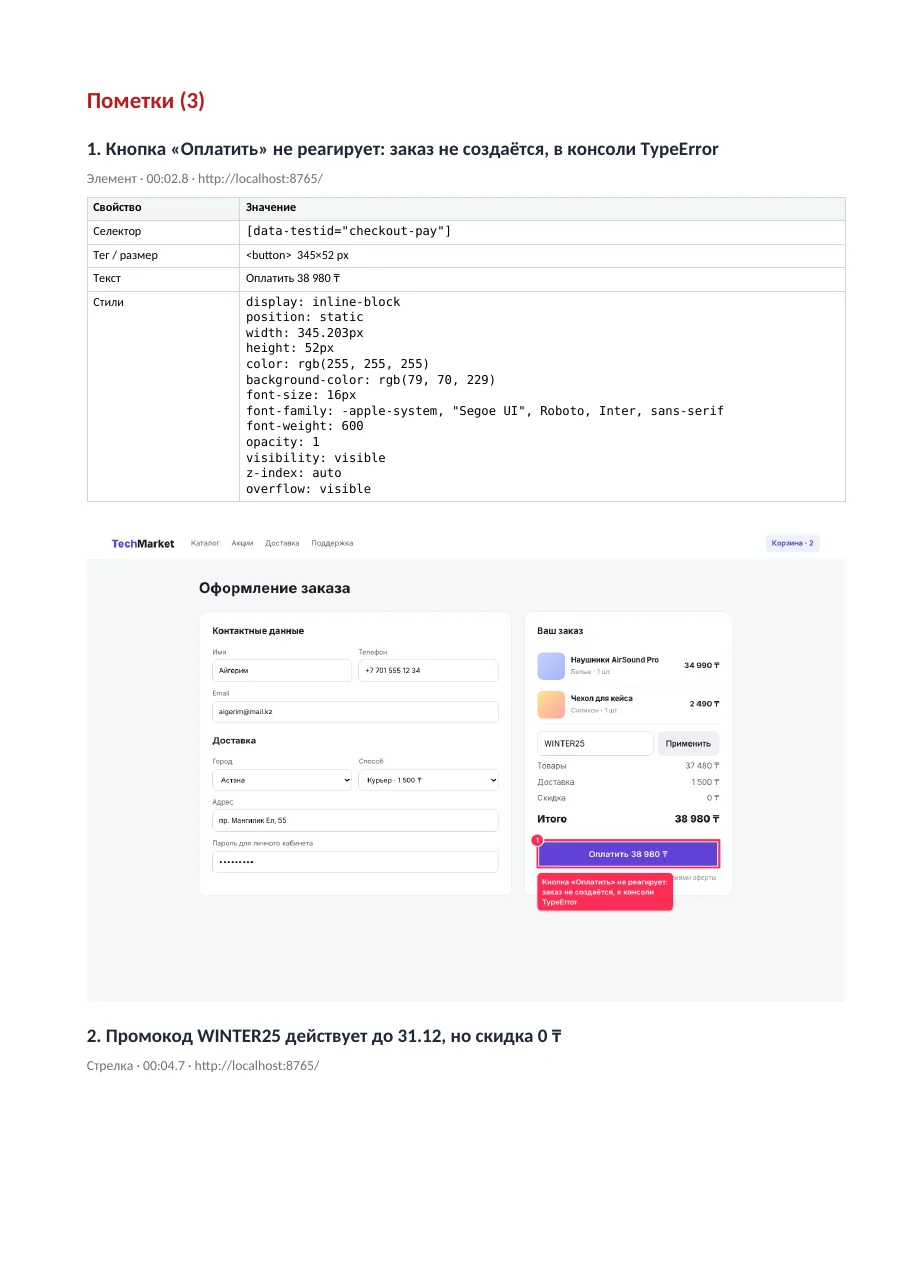 Пометки (3)
1. Кнопка «Оплатить» не реагирует: заказ не создаётся, в консоли TypeError
Элемент · 00:02.8 · http://localhost:8765/
Свойство Значение
Селектор [data-testid="checkout-pay"]
Тег / размер <button> 345×52 px
Текст Оплатить 38 980 ₸
Стили display: inline-block
position: static
width: 345.203px
height: 52px
color: rgb(255, 255, 255)
background-color: rgb(79, 70, 229)
font-size: 16px
font-family: -apple-system, "Segoe UI", Roboto, Inter, sans-serif
font-weight: 600
opacity: 1
visibility: visible
z-index: auto
overflow: visible
TechMarket Каталог Акции Доставка Поддержка Корзина · 2
Оформление заказа
Контактные данные
Имя Телефон
Айгерим +7 701 555 12 34
Email
aigerim@mail.kz
Доставка
Город Способ
Астана Курьер · 1 500 ₸
Адрес
пр. Мангилик Ел, 55
Пароль для личного кабинета
•••••••••
Ваш заказ
Наушники AirSound Pro 34 990 ₸
Белые · 1 шт.
Чехол для кейса 2 490 ₸
Силикон · 1 шт.
WINTER25 Применить
Товары 37 480 ₸
Доставка 1 500 ₸
Скидка 0 ₸
Итого 38 980 ₸
1
Оплатить 38 980 ₸
оферты
Кнопка «Оплатить» не реагирует:
заказ не создаётся, в консоли
TypeError
2. Промокод WINTER25 действует до 31.12, но скидка 0 ₸
Стрелка · 00:04.7 · http://localhost:8765/